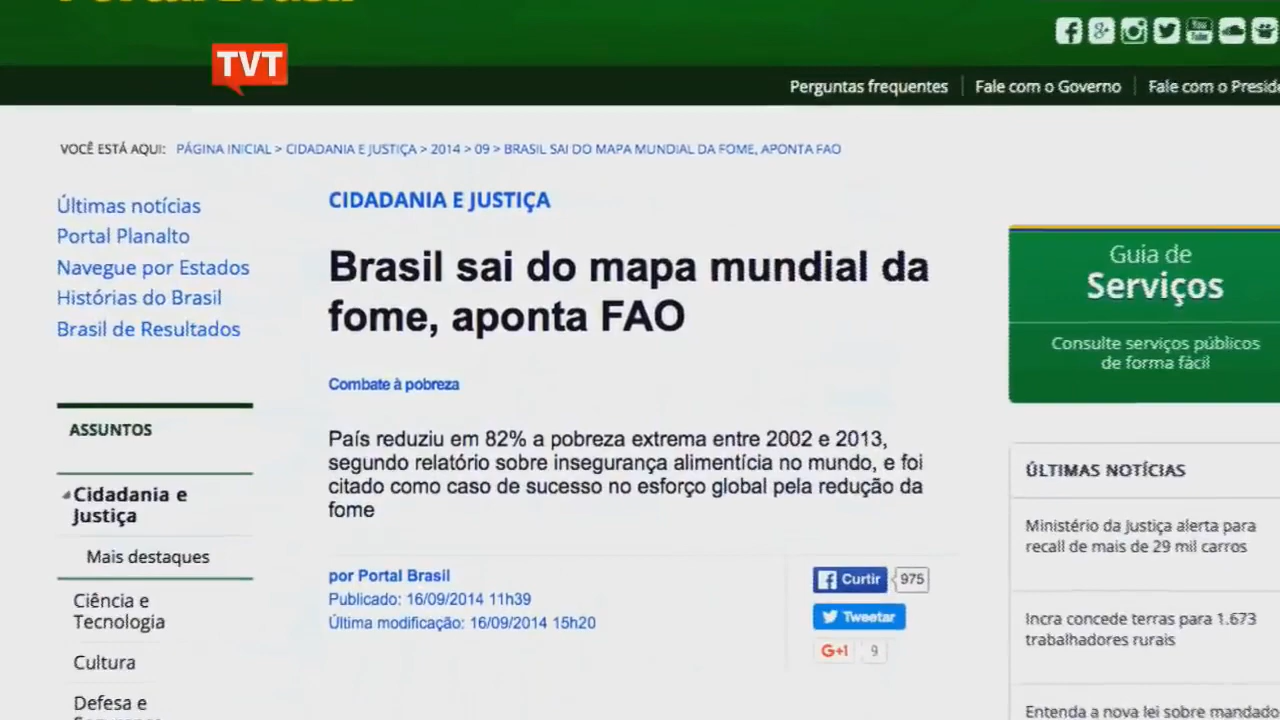 Portal Brasil
TVT
Perguntas frequentes
Fale com o Governo
Fale com o
VOCÊ ESTÁ AQUI: PÁGINA INICIAL > CIDADANIA E JUSTIÇA > 2014 > 09 > BRASIL SAI DO MAPA MUNDIAL DA FOME, APONTA FAO
Últimas notícias
Portal Planalto
Navegue por Estados
Histórias do Brasil
Brasil de Resultados
ASSUNTOS
Cidadania e
Justiça
Mais destaques
Ciência e
Tecnologia
Cultura
Defesa e
CIDADANIA E JUSTIÇA
Brasil sai do mapa mundial da
fome, aponta FAO
Combate à pobreza
País reduziu em 82% a pobreza extrema entre 2002 e 2013,
segundo relatório sobre insegurança alimentícia no mundo, e foi
citado como caso de sucesso no esforço global pela redução da
fome
por Portal Brasil
Publicado: 16/09/2014 11h39
Última modificação: 16/09/2014 15h20
Curtir 975
Tweetar
G+1 9
Guia de
Serviços
Consulte serviços públicos
de forma fácil
ÚLTIMAS NOTÍCIAS
Ministério da Justiça alerta para
recall de mais de 29 mil carros
Incra concede terras para 1.673
trabalhadores rurais
Entenda a nova lei sobre mandado